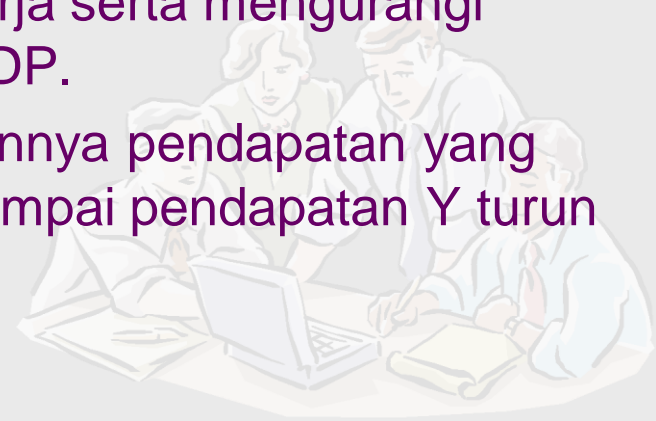 rja serta mengurangi
DP.
nnya pendapatan yang
mpai pendapatan Y turun